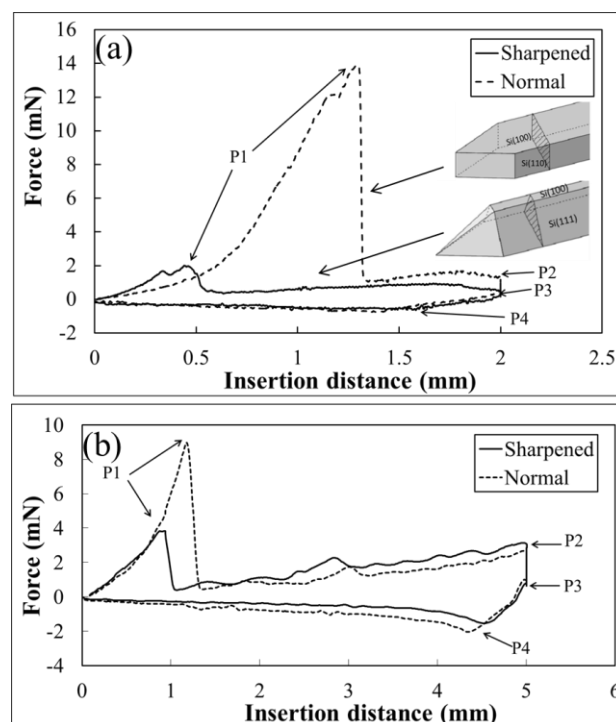 (a)
Sharpened
Normal
16
14
12
10
8
6
4
2
0
-2
Force (mN)
P1
Si(100)
Si(110)
Si(100)
Si(111)
P2
P3
P4
0
0.5
1
1.5
2
2.5
Insertion distance (mm)
(b)
Sharpened
Normal
10
8
6
4
2
0
-2
-4
Force (mN)
P1
P2
P3
P4
0
1
2
3
4
5
6
Insertion distance (mm)